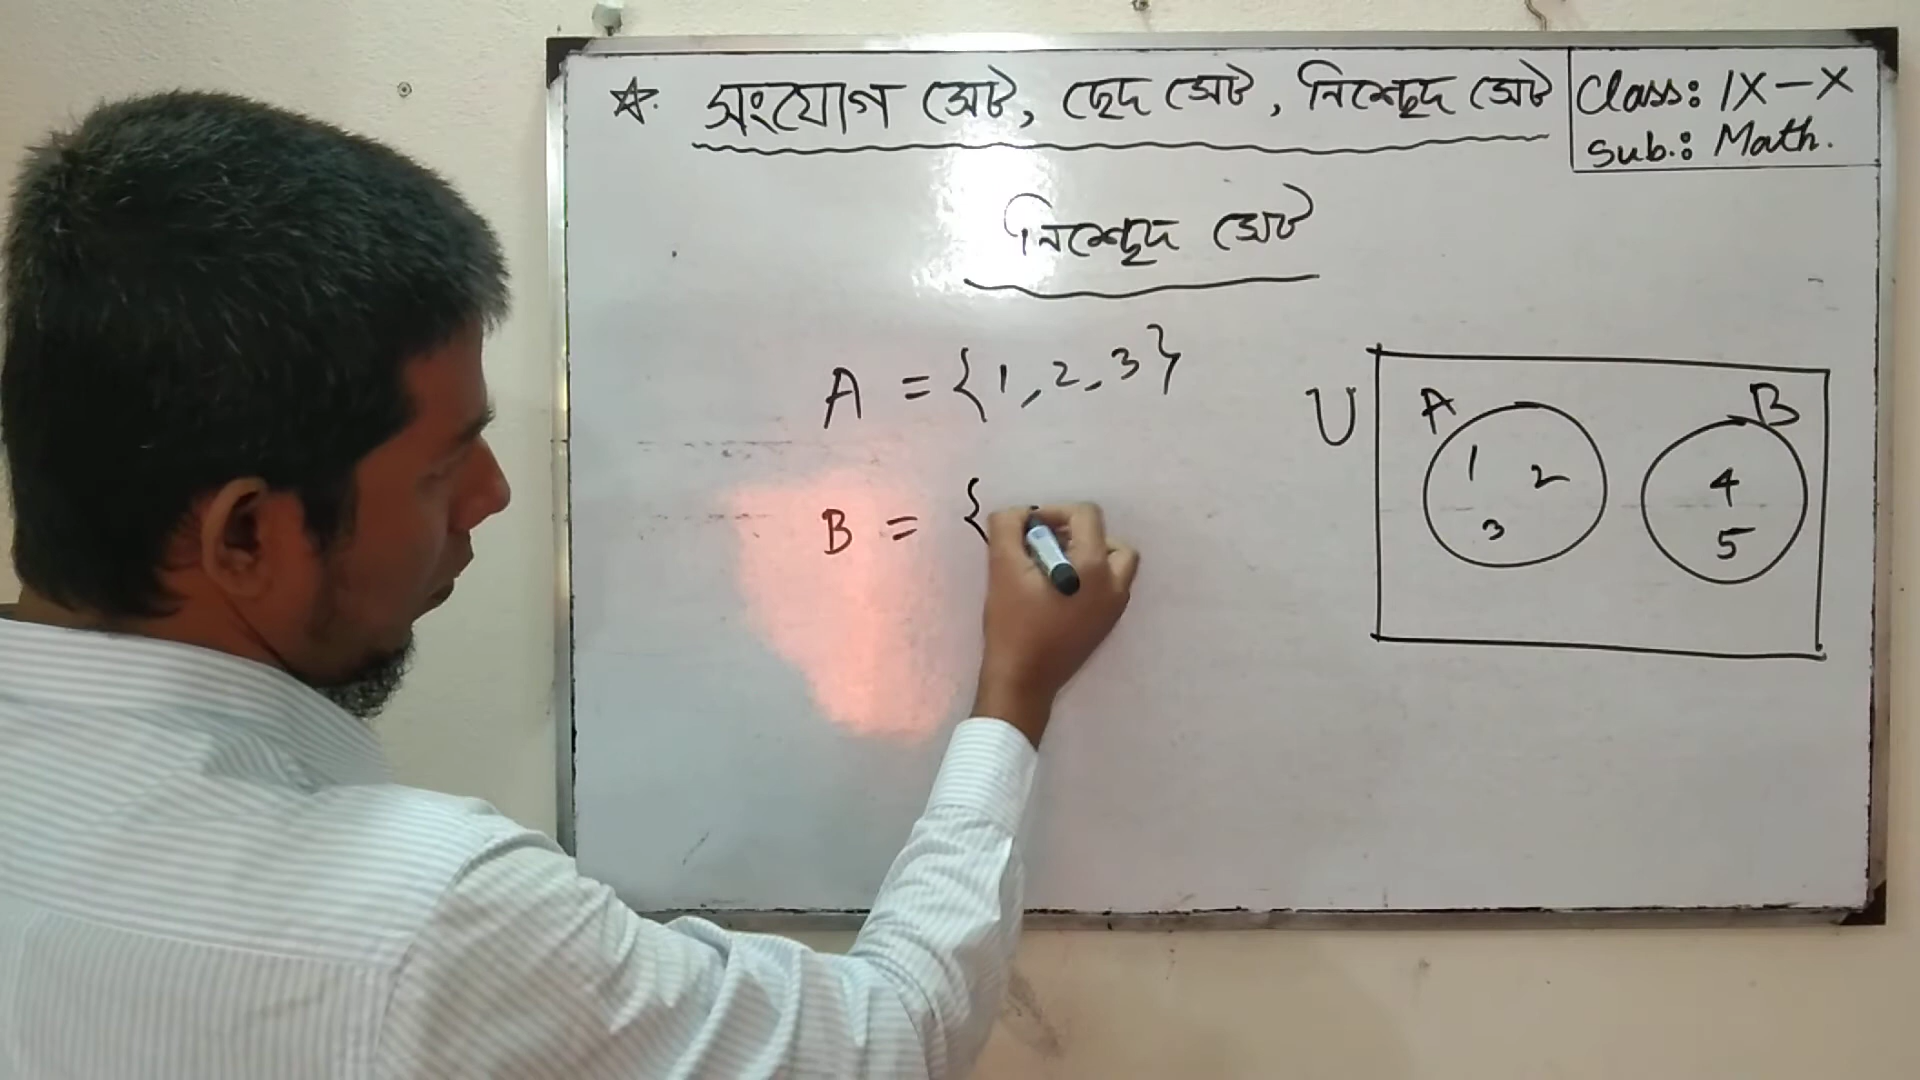 ☆. সংযোগ সেট, ছেদ সেট, নিশ্ছেদ সেট
Class: IX-X
Sub.: Math.
নিশ্ছেদ সেট
A = {1, 2, 3}
B = {
U
A
B
1 2
3
4
5